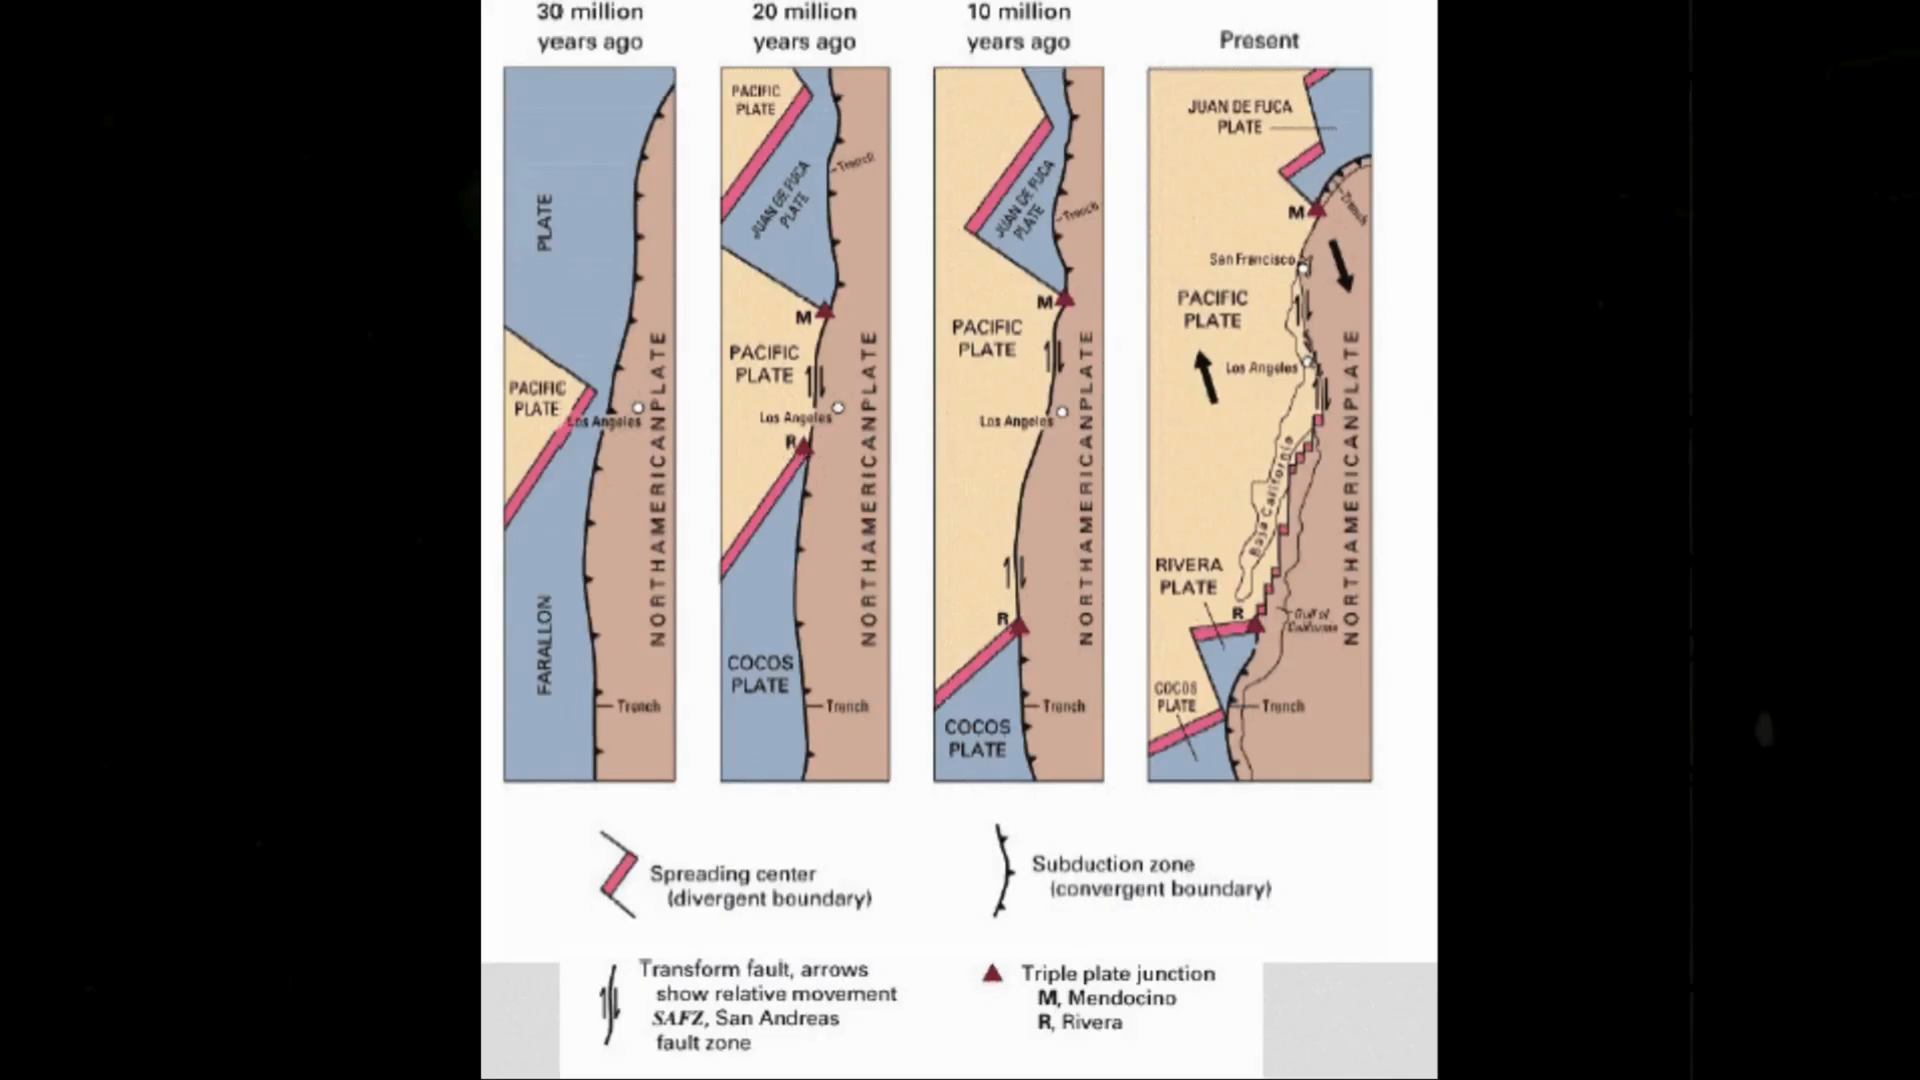 30 million
years ago
20 million
years ago
10 million
years ago
Present
PLATE
PACIFIC
PLATE
Los Angeles
FARALLON
NORTHAMERICANPLATE
Trench
PACIFIC
PLATE
Trench
JUAN DE FUCA
PLATE
M
PACIFIC
PLATE
Los Angeles
R
NORTHAMERICANPLATE
COCOS
PLATE
Trench
JUAN DE FUCA
PLATE
Trench
M
PACIFIC
PLATE
Los Angeles
NORTHAMERICANPLATE
R
Trench
COCOS
PLATE
JUAN DE FUCA
PLATE
Trench
M
San Francisco
PACIFIC
PLATE
Los Angeles
NORTHAMERICANPLATE
Baja California
RIVERA
PLATE
R
Gulf of
California
COCOS
PLATE
Trench
Spreading center
(divergent boundary)
Subduction zone
(convergent boundary)
Transform fault, arrows
show relative movement
SAFZ, San Andreas
fault zone
Triple plate junction
M, Mendocino
R, Rivera